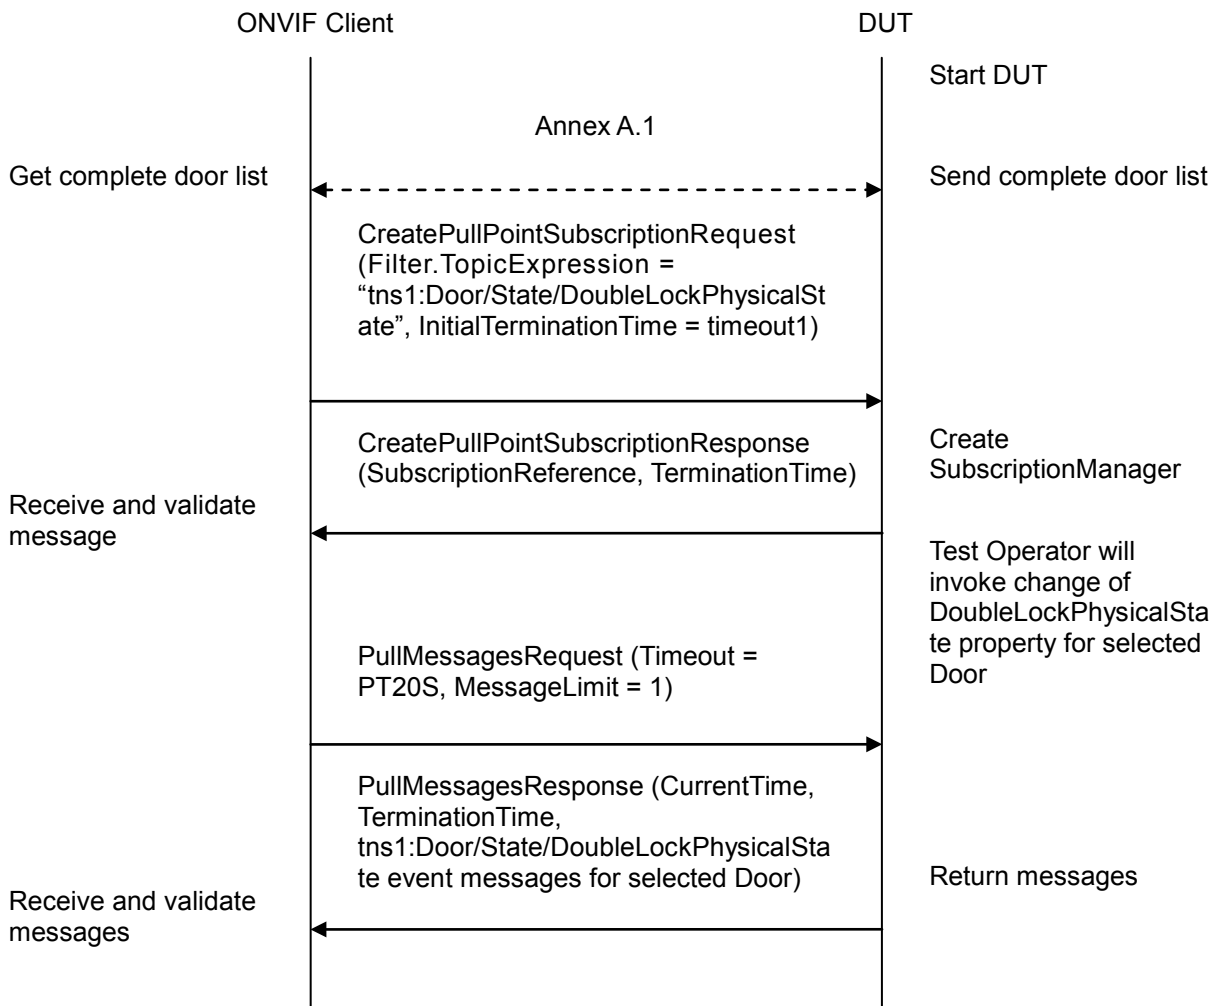 ONVIF Client
DUT
Start DUT
Annex A.1
Get complete door list
Send complete door list
CreatePullPointSubscriptionRequest
(Filter.TopicExpression =
“tns1:Door/State/DoubleLockPhysicalSt
ate”, InitialTerminationTime = timeout1)
CreatePullPointSubscriptionResponse
(SubscriptionReference, TerminationTime)
Create
SubscriptionManager
Receive and validate
message
Test Operator will
invoke change of
DoubleLockPhysicalSta
te property for selected
Door
PullMessagesRequest (Timeout =
PT20S, MessageLimit = 1)
PullMessagesResponse (CurrentTime,
TerminationTime,
tns1:Door/State/DoubleLockPhysicalSta
te event messages for selected Door)
Return messages
Receive and validate
messages